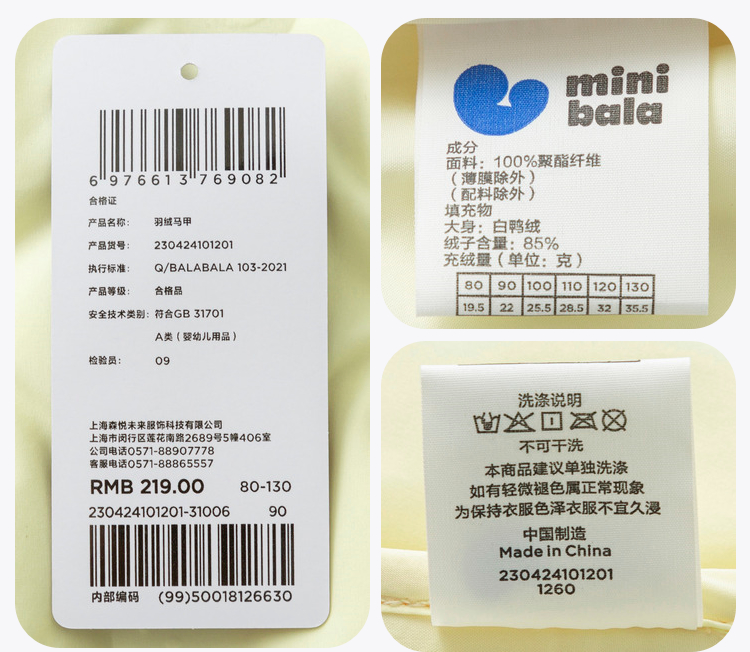 6 976613 769082
合格证
产品名称: 羽绒马甲
产品货号: 230424101201
执行标准: Q/BALABALA 103-2021
产品等级: 合格品
安全技术类别: 符合GB 31701
A类（婴幼儿用品）
检验员: 09
上海森悦未来服饰科技有限公司
上海市闵行区莲花南路2689号5幢406室
公司电话0571-88907778
客服电话0571-88865557
RMB 219.00 80-130
230424101201-31006 90
内部编码 (99)50018126630
mini
bala
成分
面料: 100%聚酯纤维
（薄膜除外）
（配料除外）
填充物
大身: 白鸭绒
绒子含量: 85%
充绒量（单位: 克）
80 90 100 110 120 130
19.5 22 25.5 28.5 32 35.5
洗涤说明
不可干洗
本商品建议单独洗涤
如有轻微褪色属正常现象
为保持衣服色泽衣服不宜久浸
中国制造
Made in China
230424101201
1260